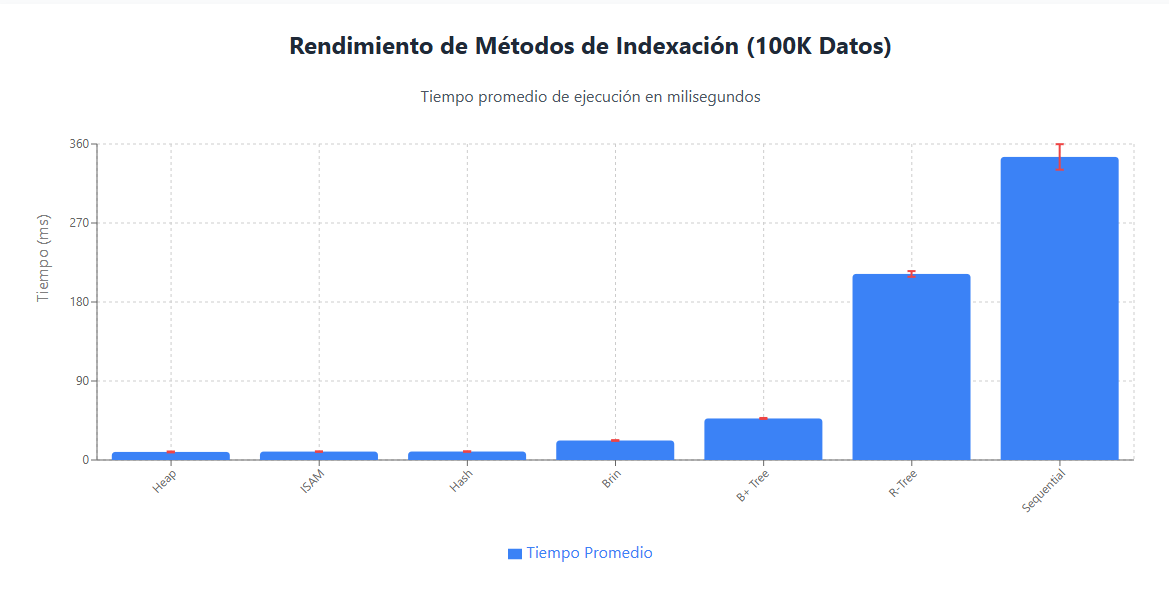 Rendimiento de Métodos de Indexación (100K Datos)
Tiempo promedio de ejecución en milisegundos
Tiempo (ms)
360
270
180
90
0
Heap
ISAM
Hash
Brin
B+ Tree
R-Tree
Sequential
Tiempo Promedio